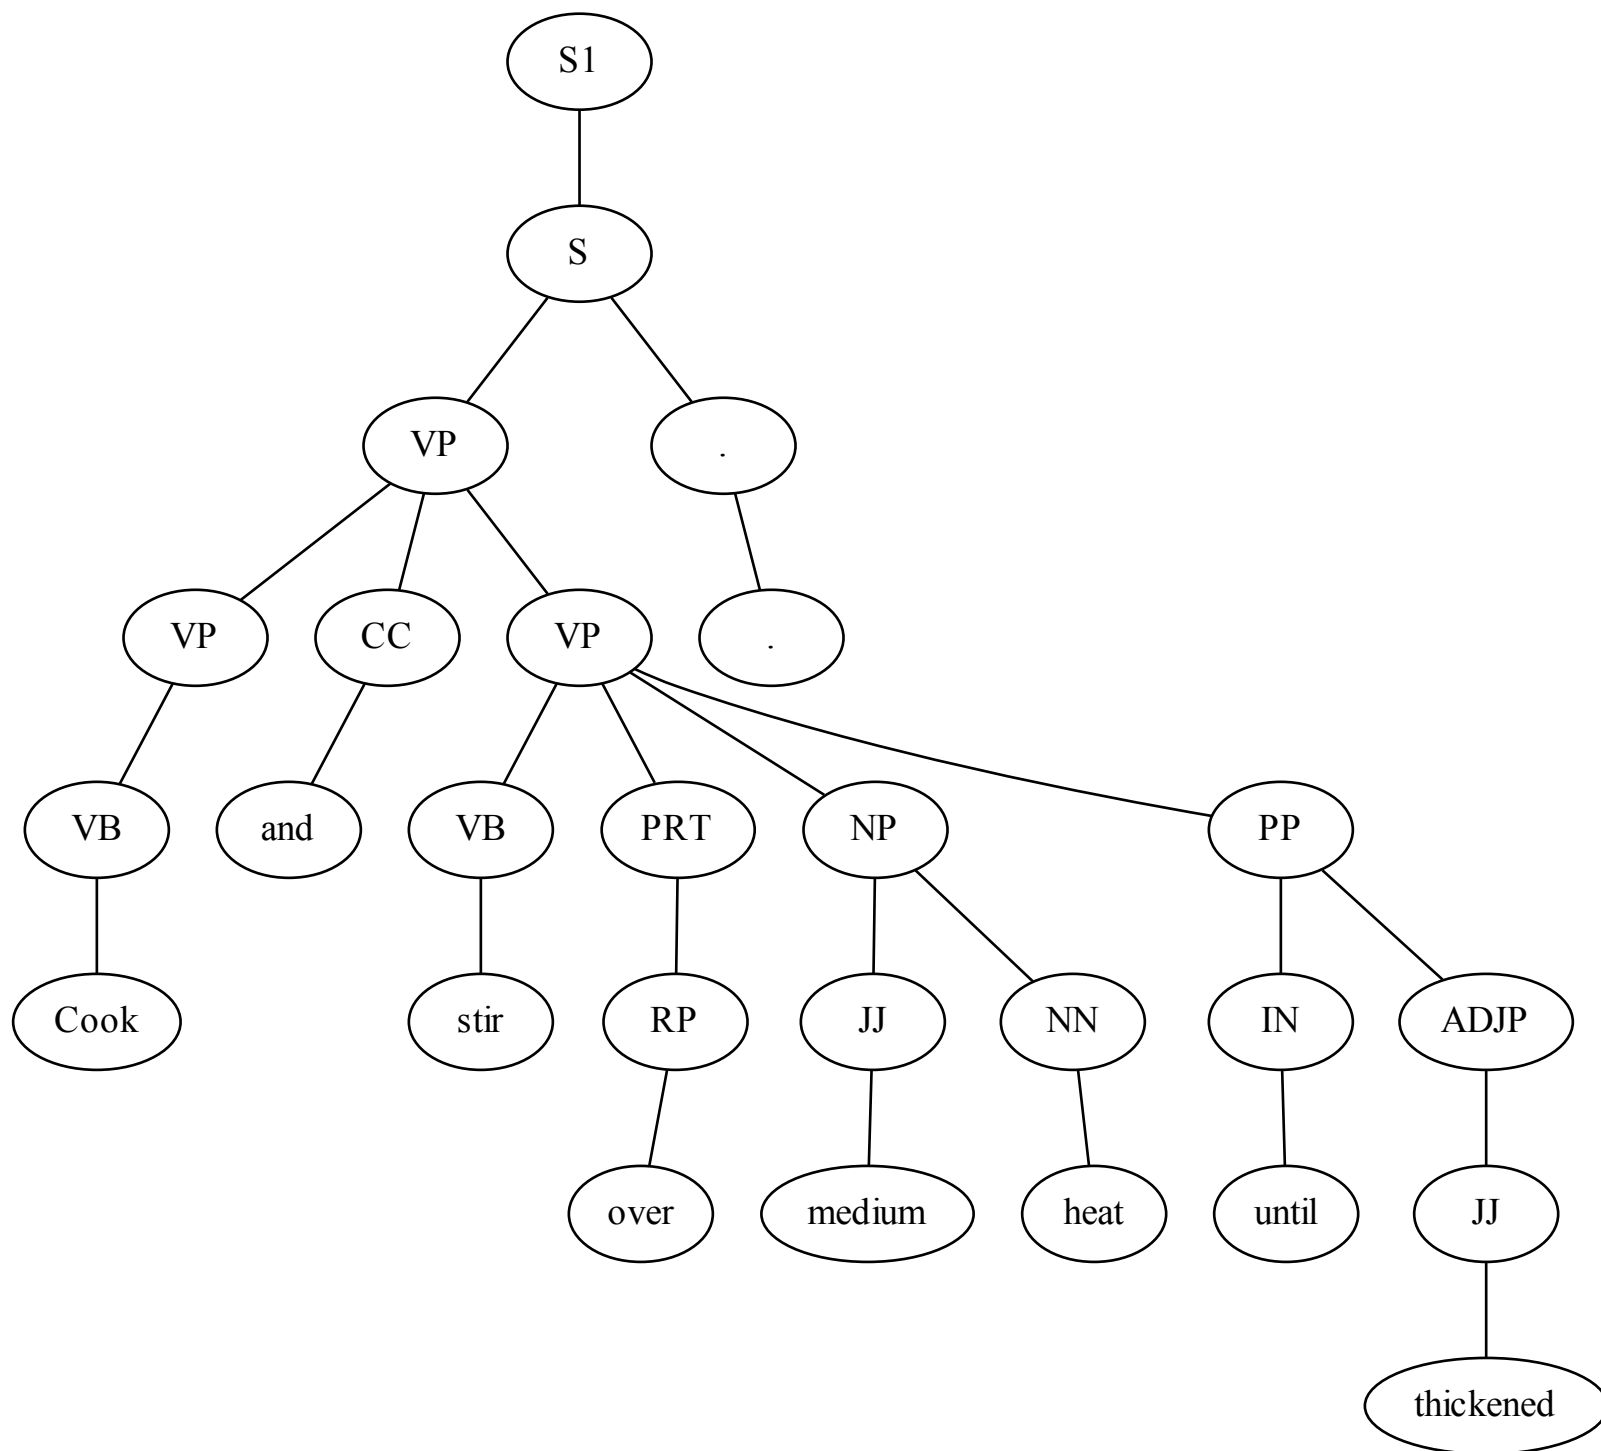 S1
S
VP .
VP CC VP .
VB and VB PRT NP PP
Cook stir RP JJ NN IN ADJP
over medium heat until JJ
thickened